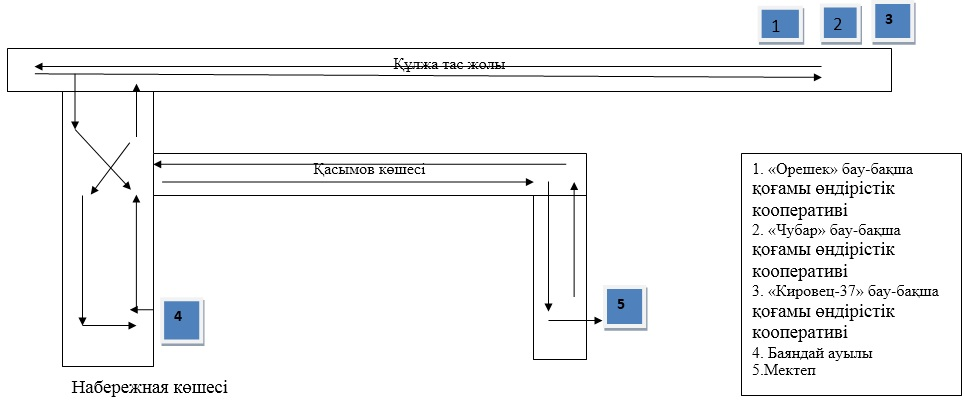 1 2 3
Құлжа тас жолы
Қасымов көшесі
1. «Орешек» бау-бақша
қоғамы өндірістік
кооперативі
2. «Чубар» бау-бақша
қоғамы өндірістік
кооперативі
3. «Кировец-37» бау-бақша
қоғамы өндірістік
кооперативі
4. Баяндай ауылы
5.Мектеп
4
5
Набережная көшесі